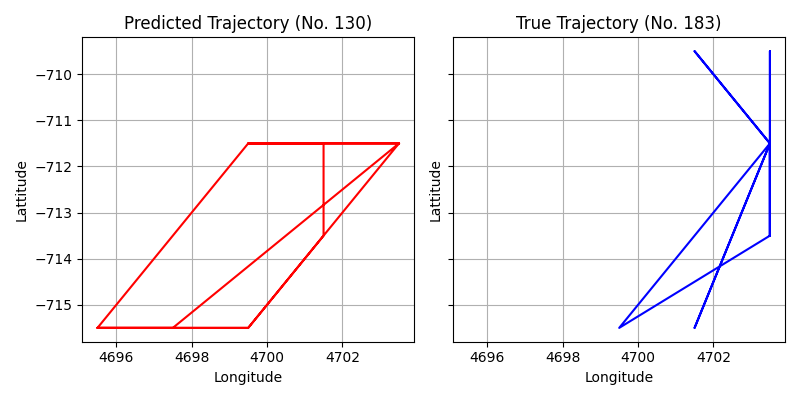 Predicted Trajectory (No. 130)
True Trajectory (No. 183)
Lattitude
−710
−711
−712
−713
−714
−715
4696
4698
4700
4702
Longitude
Lattitude
4696
4698
4700
4702
Longitude